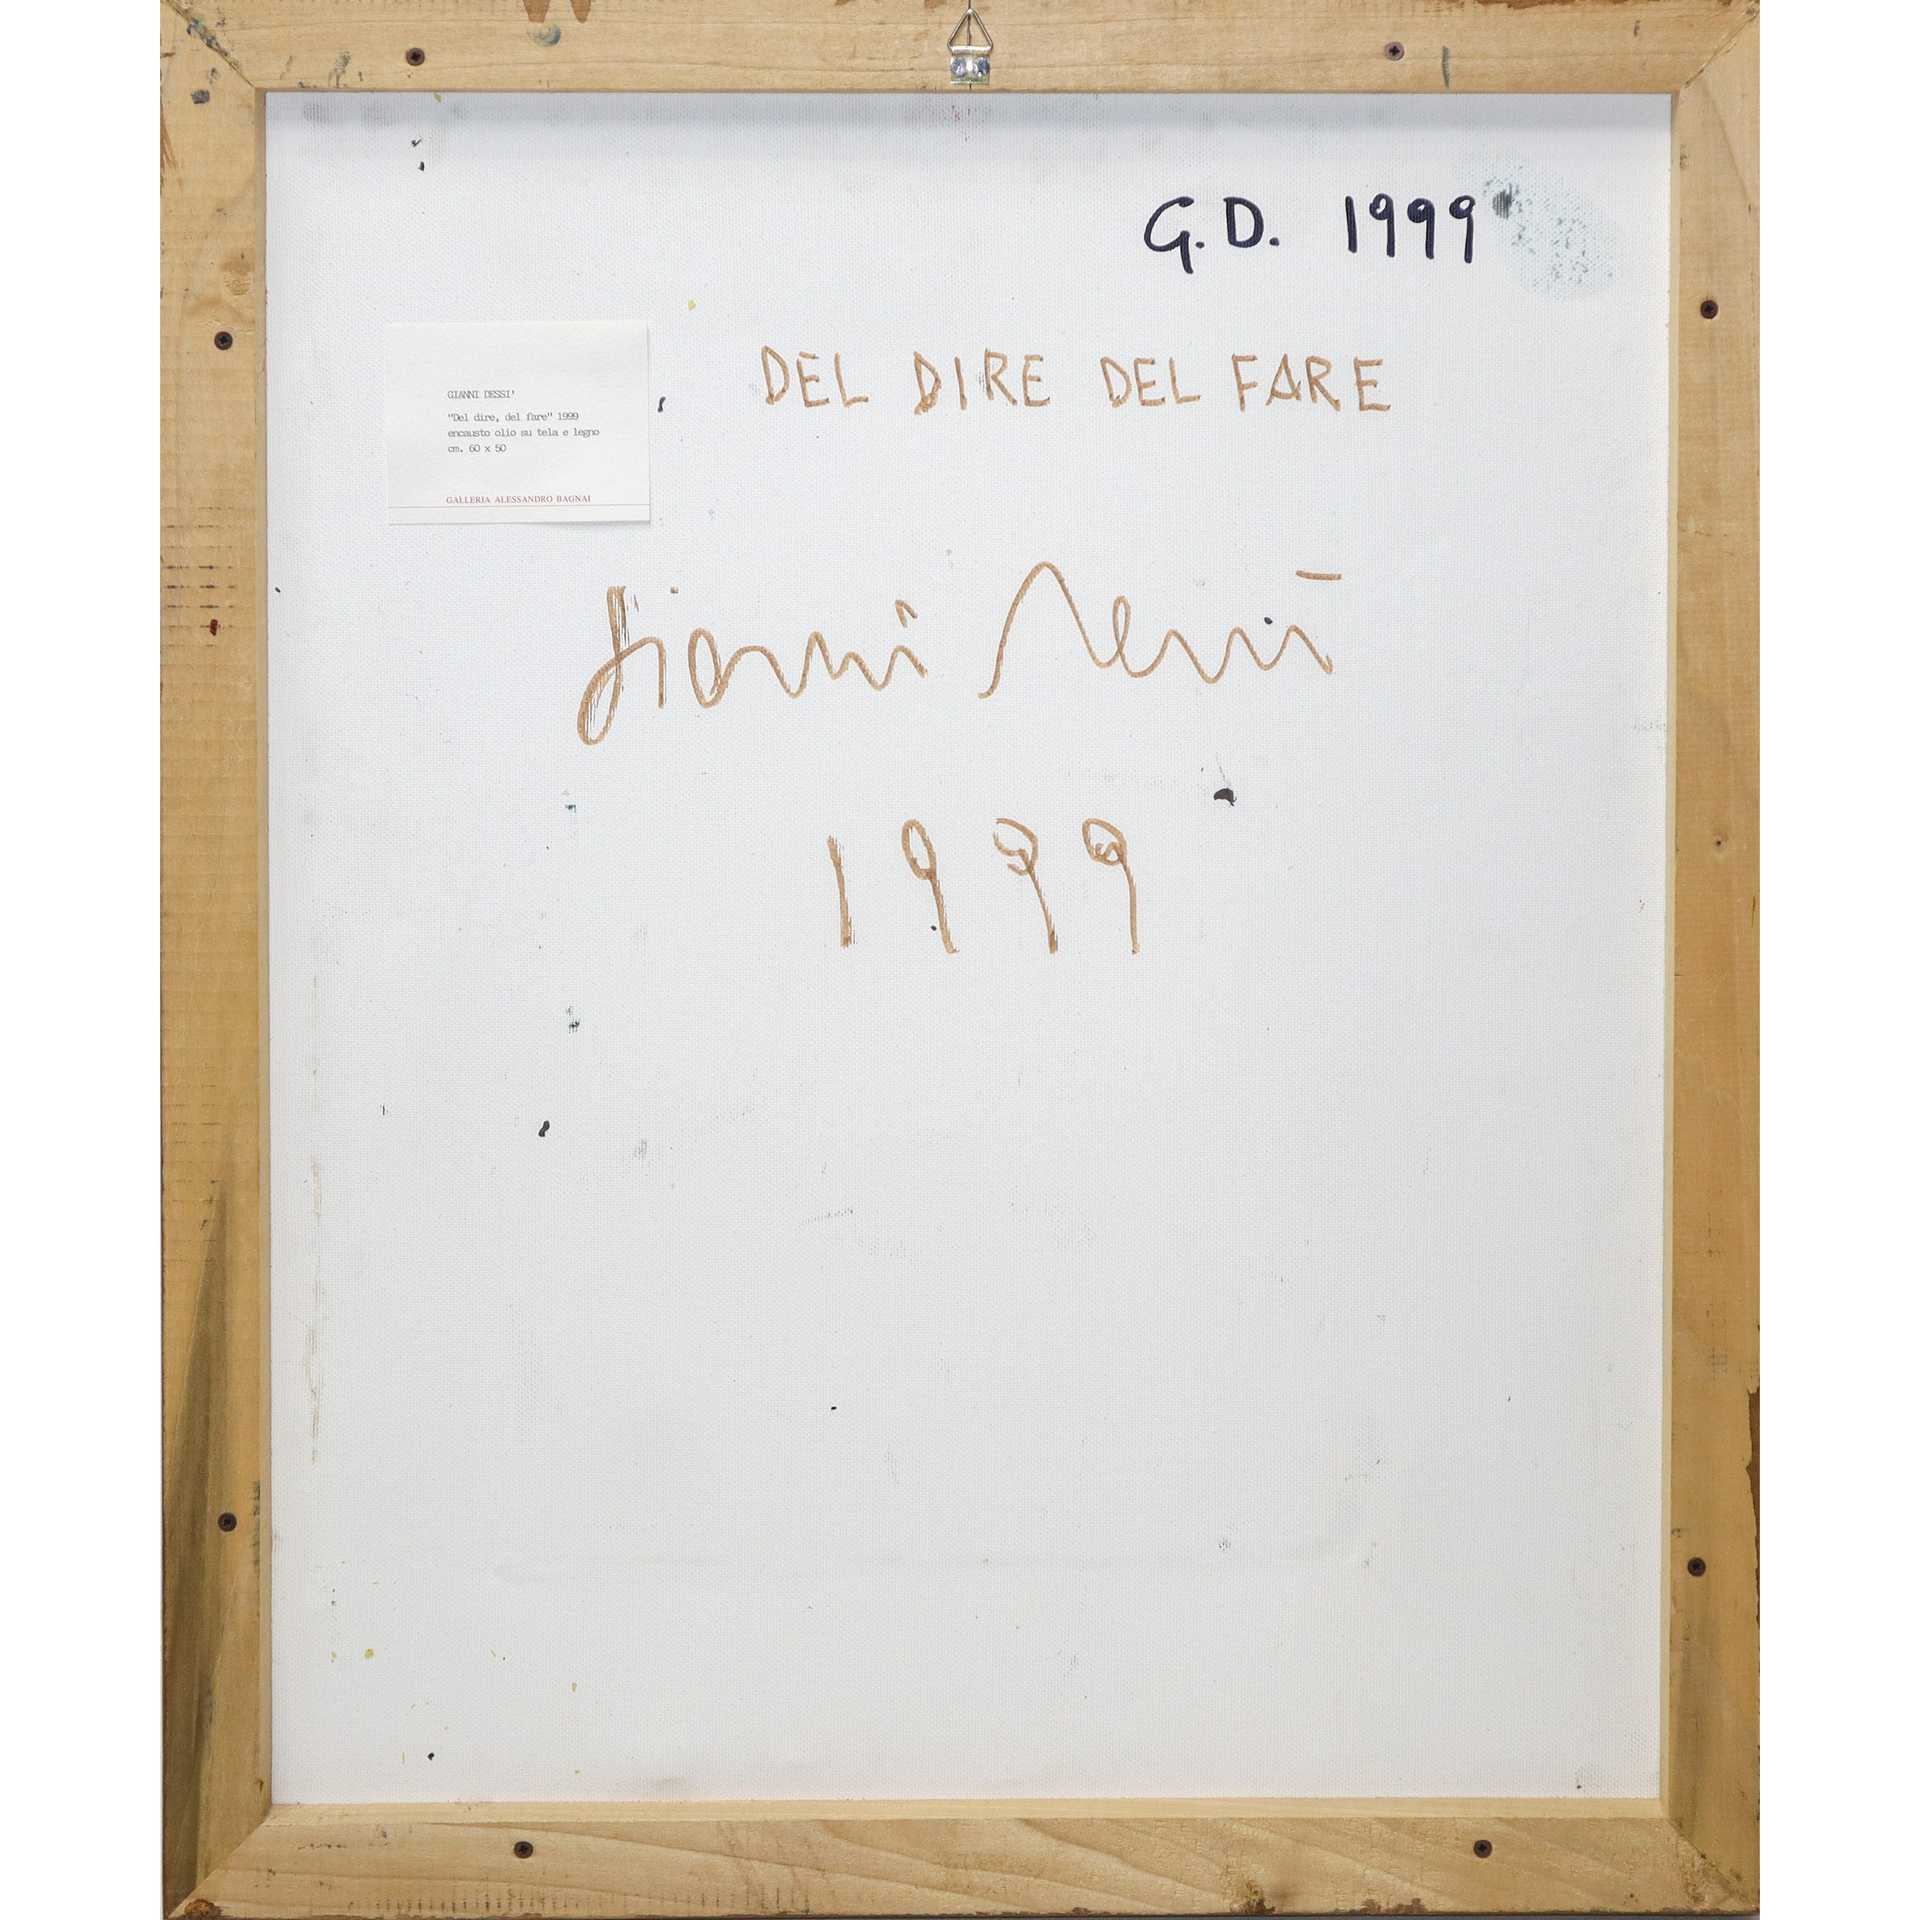 G.D. 1999
DEL DIRE DEL FARE
GIANNI DESSI'
"Del dire, del fare" 1999
encausto olio su tela e legno
cm. 60 x 50
GALLERIA ALESSANDRO BAGNAI
Gianni Dessì
1999